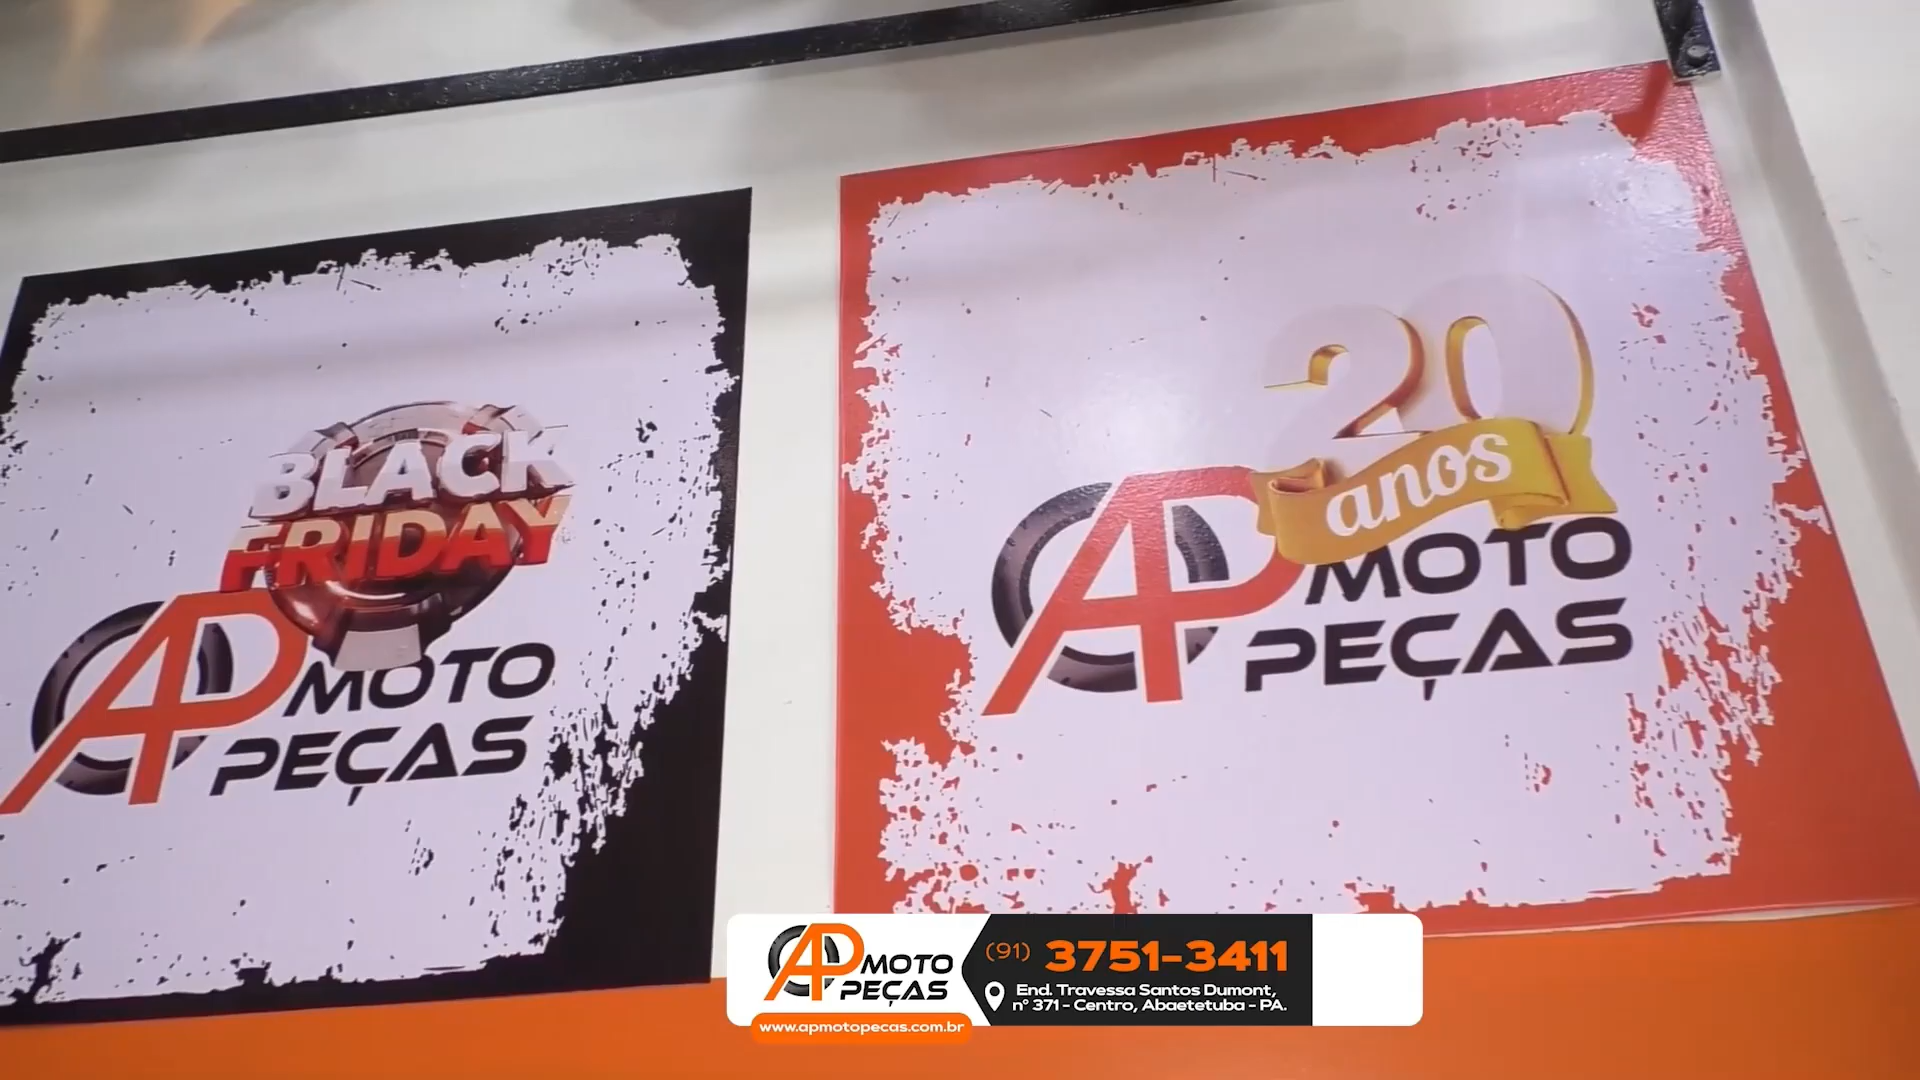 BLACK
FRIDAY
AP MOTO
PEÇAS
20
anos
AP MOTO
PEÇAS
AP MOTO
PEÇAS
www.apmotopecas.com.br
(91) 3751-3411
End. Travessa Santos Dumont,
nº 371 - Centro, Abaetetuba - PA.